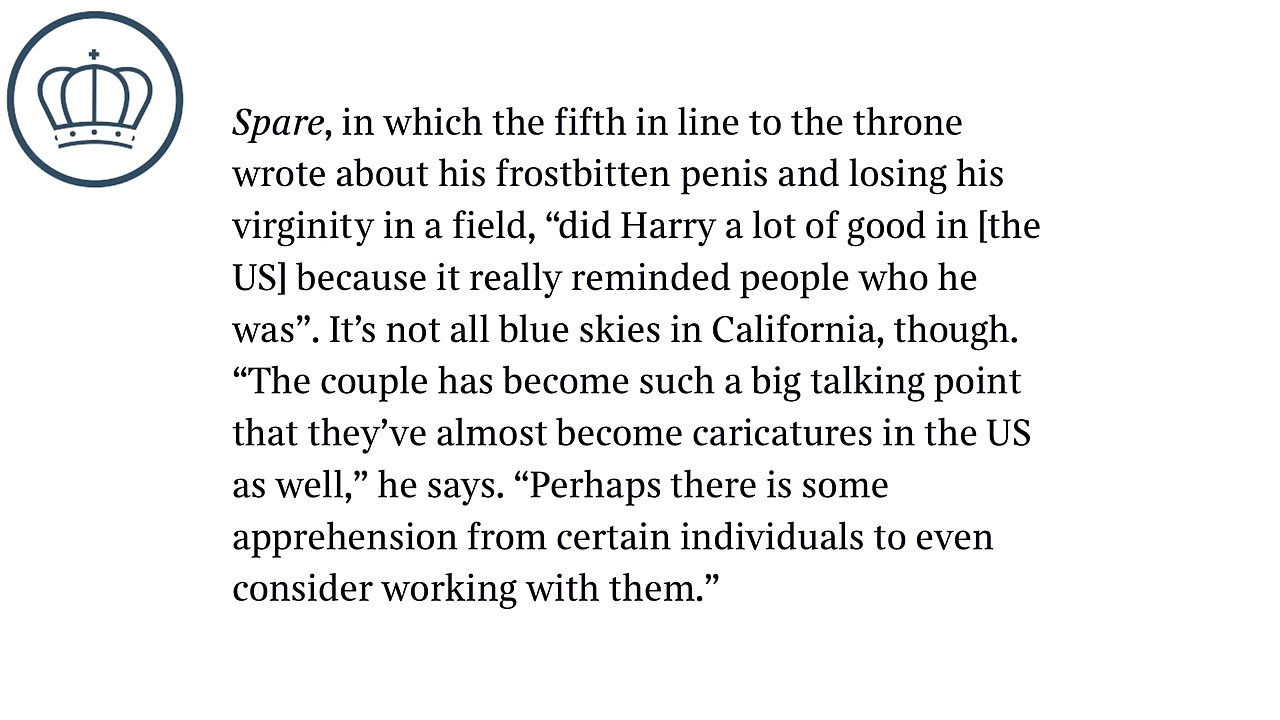 Spare, in which the fifth in line to the throne
wrote about his frostbitten penis and losing his
virginity in a field, “did Harry a lot of good in [the
US] because it really reminded people who he
was”. It’s not all blue skies in California, though.
“The couple has become such a big talking point
that they’ve almost become caricatures in the US
as well,” he says. “Perhaps there is some
apprehension from certain individuals to even
consider working with them.”